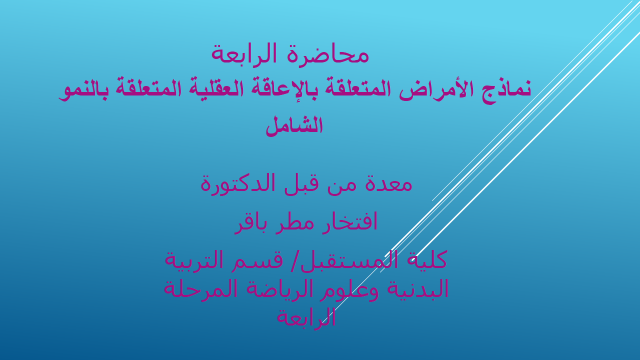 محاضرة الرابعة
نماذج الأمراض المتعلقة بالإعاقة العقلية المتعلقة بالنمو
الشامل
معدة من قبل الدكتورة
افتخار مطر باقر
كلية المستقبل/ قسم التربية
البدنية وعلوم الرياضة المرحلة
الرابعة